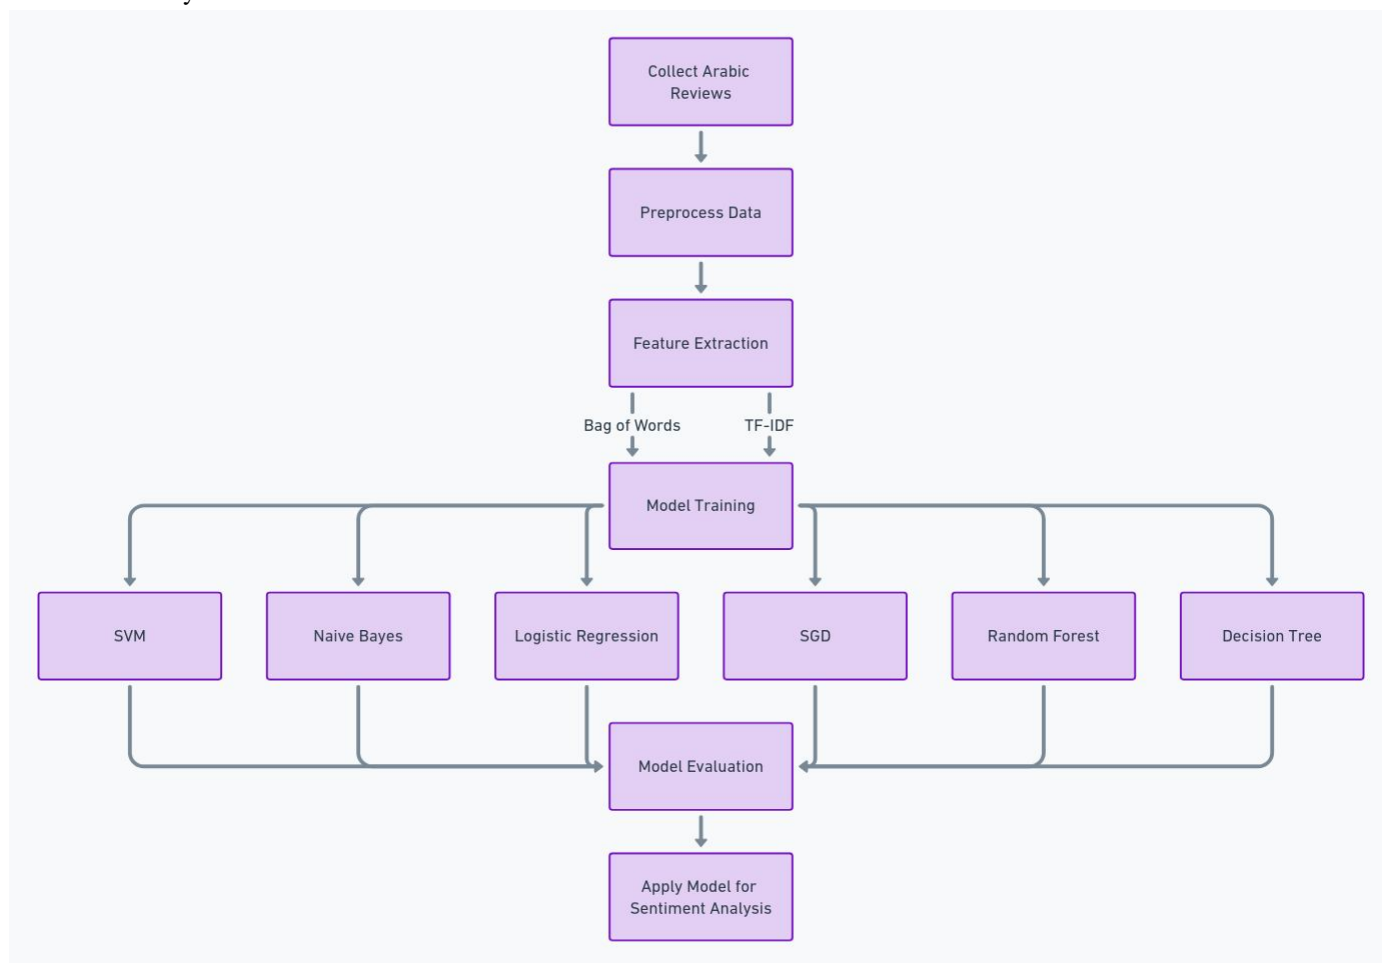 Collect Arabic
Reviews
Preprocess Data
Feature Extraction
Bag of Words
TF-IDF
Model Training
SVM
Naive Bayes
Logistic Regression
SGD
Random Forest
Decision Tree
Model Evaluation
Apply Model for
Sentiment Analysis